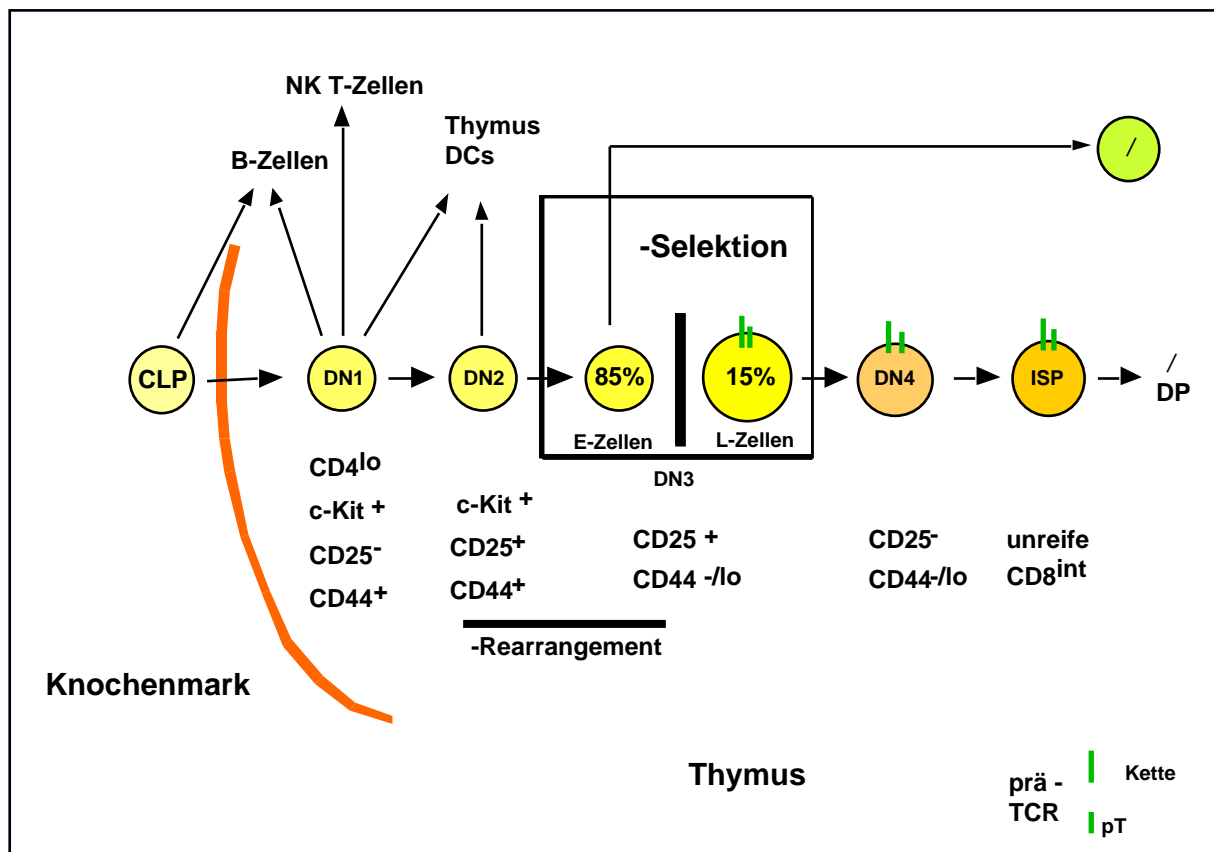 NK T-Zellen
Thymus
DCs
B-Zellen
/
-Selektion
CLP
DN1
DN2
85%
15%
DN4
ISP
/
DP
E-Zellen
L-Zellen
DN3
CD4lo
c-Kit +
CD25-
CD44+
c-Kit +
CD25+
CD44+
CD25 +
CD44 -/lo
CD25-
CD44-/lo
unreife
CD8int
-Rearrangement
Knochenmark
Thymus
prä -
TCR
Kette
pT